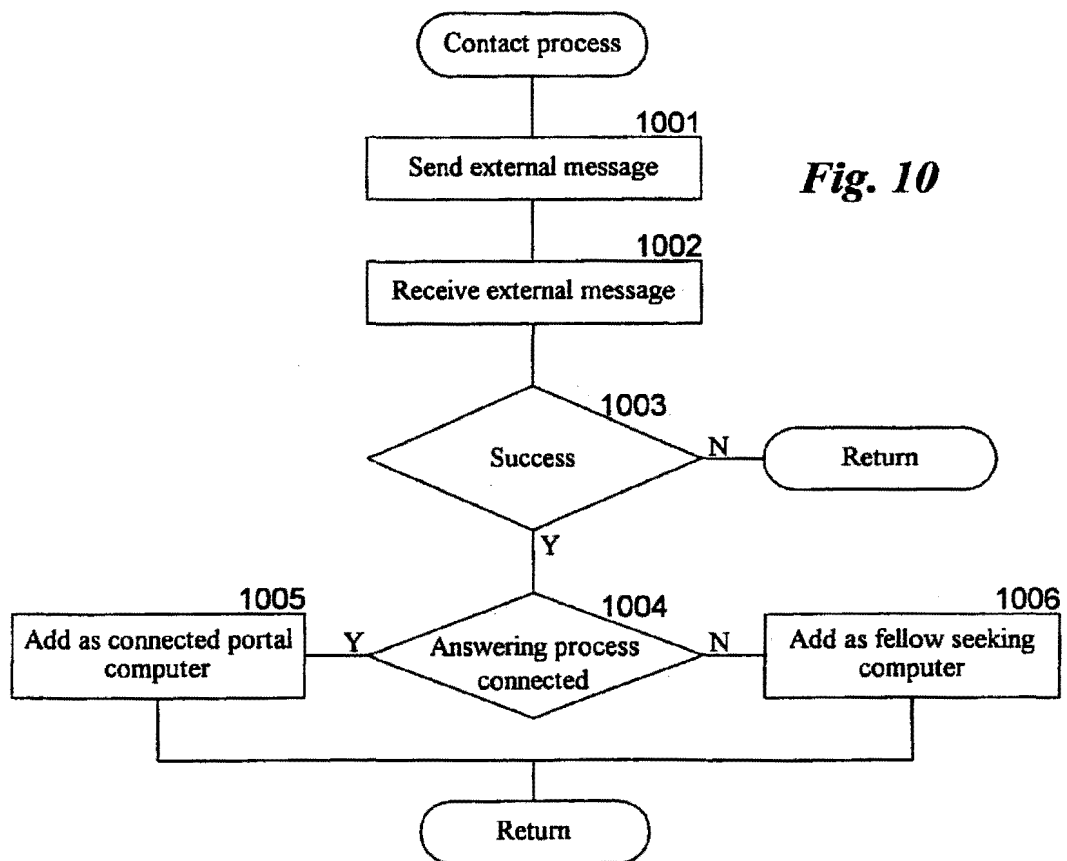 Contact process
1001
Send external message
Fig. 10
1002
Receive external message
1003
Success
N
Return
Y
1005
Add as connected portal
computer
Y
1004
Answering process
connected
N
1006
Add as fellow seeking
computer
Return